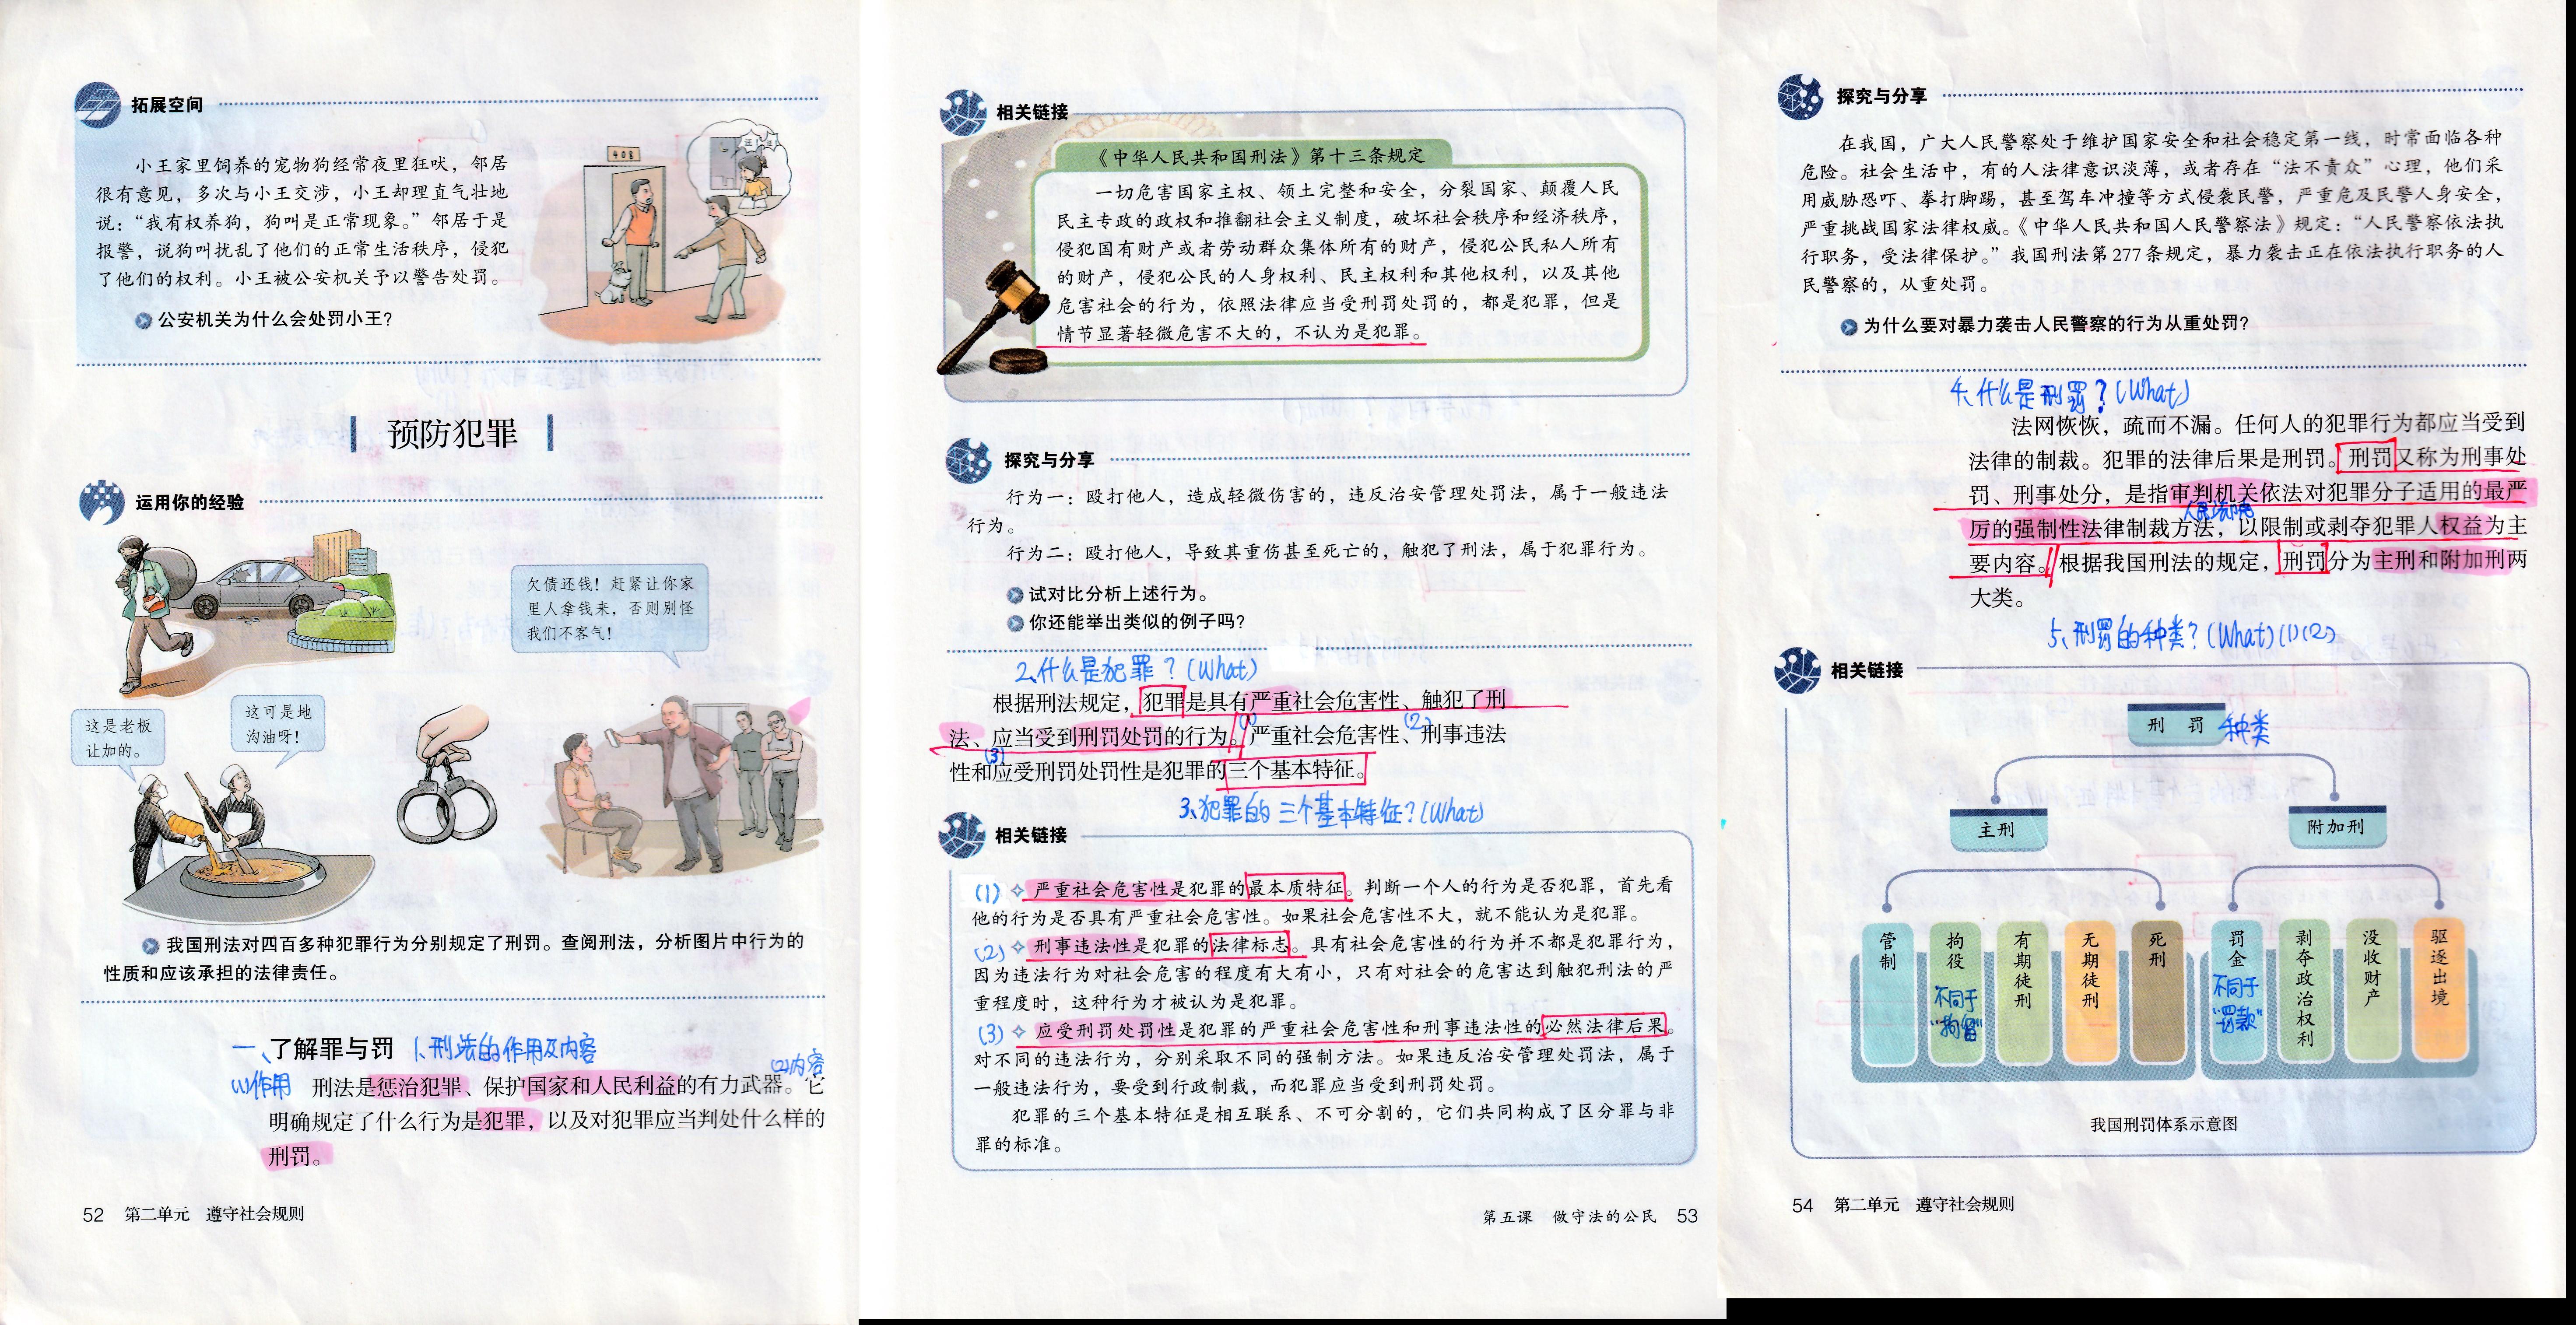 拓展空间
小王家里饲养的宠物狗经常夜里狂吠，邻居
很有意见，多次与小王交涉，小王却理直气壮地
说：“我有权养狗，狗叫是正常现象。”邻居于是
报警，说狗叫扰乱了他们的正常生活秩序，侵犯
了他们的权利。小王被公安机关予以警告处罚。
408
汪！汪！
公安机关为什么会处罚小王？
预防犯罪
运用你的经验
欠债还钱！赶紧让你家
里人拿钱来，否则别怪
我们不客气！
这是老板
让加的。
这可是地
沟油呀！
我国刑法对四百多种犯罪行为分别规定了刑罚。查阅刑法，分析图片中行为的
性质和应该承担的法律责任。
一、了解罪与罚 1、刑法的作用及内容
(1)作用
(2)内容
刑法是惩治犯罪、保护国家和人民利益的有力武器。它
明确规定了什么行为是犯罪，以及对犯罪应当判处什么样的
刑罚。
52 第二单元 遵守社会规则
相关链接
《中华人民共和国刑法》第十三条规定
一切危害国家主权、领土完整和安全，分裂国家、颠覆人民
民主专政的政权和推翻社会主义制度，破坏社会秩序和经济秩序，
侵犯国有财产或者劳动群众集体所有的财产，侵犯公民私人所有
的财产，侵犯公民的人身权利、民主权利和其他权利，以及其他
危害社会的行为，依照法律应当受刑罚处罚的，都是犯罪，但是
情节显著轻微危害不大的，不认为是犯罪。
探究与分享
行为一：殴打他人，造成轻微伤害的，违反治安管理处罚法，属于一般违法
行为。
行为二：殴打他人，导致其重伤甚至死亡的，触犯了刑法，属于犯罪行为。
试对比分析上述行为。
你还能举出类似的例子吗？
2、什么是犯罪？(What)
根据刑法规定，犯罪是具有严重社会危害性、触犯了刑
法、应当受到刑罚处罚的行为。(1)严重社会危害性、(2)刑事违法
性和(3)应受刑罚处罚性是犯罪的三个基本特征。
3、犯罪的三个基本特征？(What)
相关链接
(1) 严重社会危害性是犯罪的最本质特征。判断一个人的行为是否犯罪，首先看
他的行为是否具有严重社会危害性。如果社会危害性不大，就不能认为是犯罪。
(2) 刑事违法性是犯罪的法律标志。具有社会危害性的行为并不都是犯罪行为，
因为违法行为对社会危害的程度有大有小，只有对社会的危害达到触犯刑法的严
重程度时，这种行为才被认为是犯罪。
(3) 应受刑罚处罚性是犯罪的严重社会危害性和刑事违法性的必然法律后果。
对不同的违法行为，分别采取不同的强制方法。如果违反治安管理处罚法，属于
一般违法行为，要受到行政制裁，而犯罪应当受到刑罚处罚。
犯罪的三个基本特征是相互联系、不可分割的，它们共同构成了区分罪与非
罪的标准。
第五课 做守法的公民 53
探究与分享
在我国，广大人民警察处于维护国家安全和社会稳定第一线，时常面临各种
危险。社会生活中，有的人法律意识淡薄，或者存在“法不责众”心理，他们采
用威胁恐吓、拳打脚踢，甚至驾车冲撞等方式侵袭民警，严重危及民警人身安全，
严重挑战国家法律权威。《中华人民共和国人民警察法》规定：“人民警察依法执
行职务，受法律保护。”我国刑法第277条规定，暴力袭击正在依法执行职务的人
民警察的，从重处罚。
为什么要对暴力袭击人民警察的行为从重处罚？
4、什么是刑罚？(What)
法网恢恢，疏而不漏。任何人的犯罪行为都应当受到
法律的制裁。犯罪的法律后果是刑罚。刑罚又称为刑事处
罚、刑事处分，是指审判机关依法对犯罪分子适用的最严
人民法院
厉的强制性法律制裁方法，以限制或剥夺犯罪人权益为主
要内容。根据我国刑法的规定，刑罚分为主刑和附加刑两
大类。
5、刑罚的种类？(What)(1)(2)
相关链接
刑 罚 种类
主刑
附加刑
管制
拘役 不同于“拘留”
有期徒刑
无期徒刑
死刑
罚金 不同于“罚款”
剥夺政治权利
没收财产
驱逐出境
我国刑罚体系示意图
54 第二单元 遵守社会规则